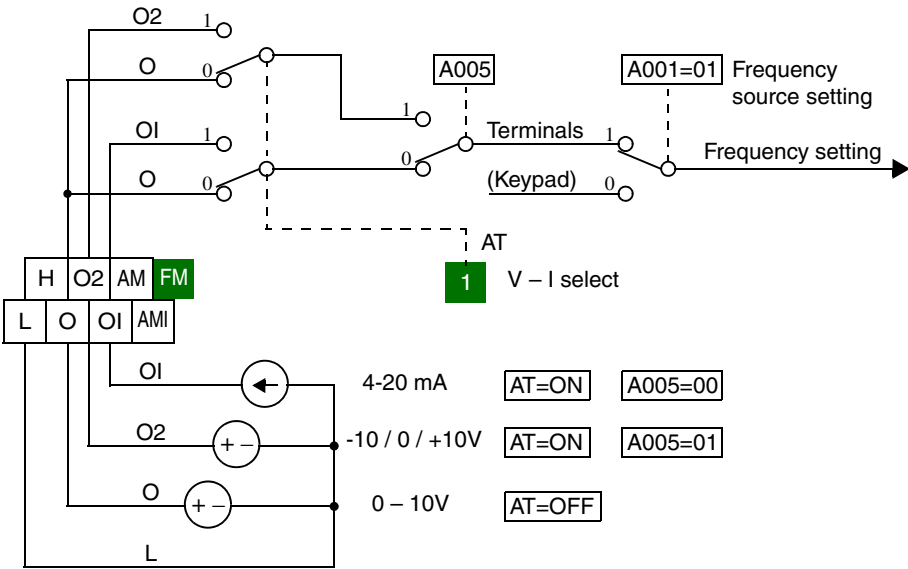 O2 1
O 0
A005
A001=01 Frequency
source setting
1
OI 1
Terminals 1
Frequency setting
0
O 0
(Keypad) 0
AT
H O2 AM FM
1 V – I select
L O OI AMI
OI 4-20 mA AT=ON A005=00
O2 + – -10 / 0 / +10V AT=ON A005=01
O + – 0 – 10V AT=OFF
L